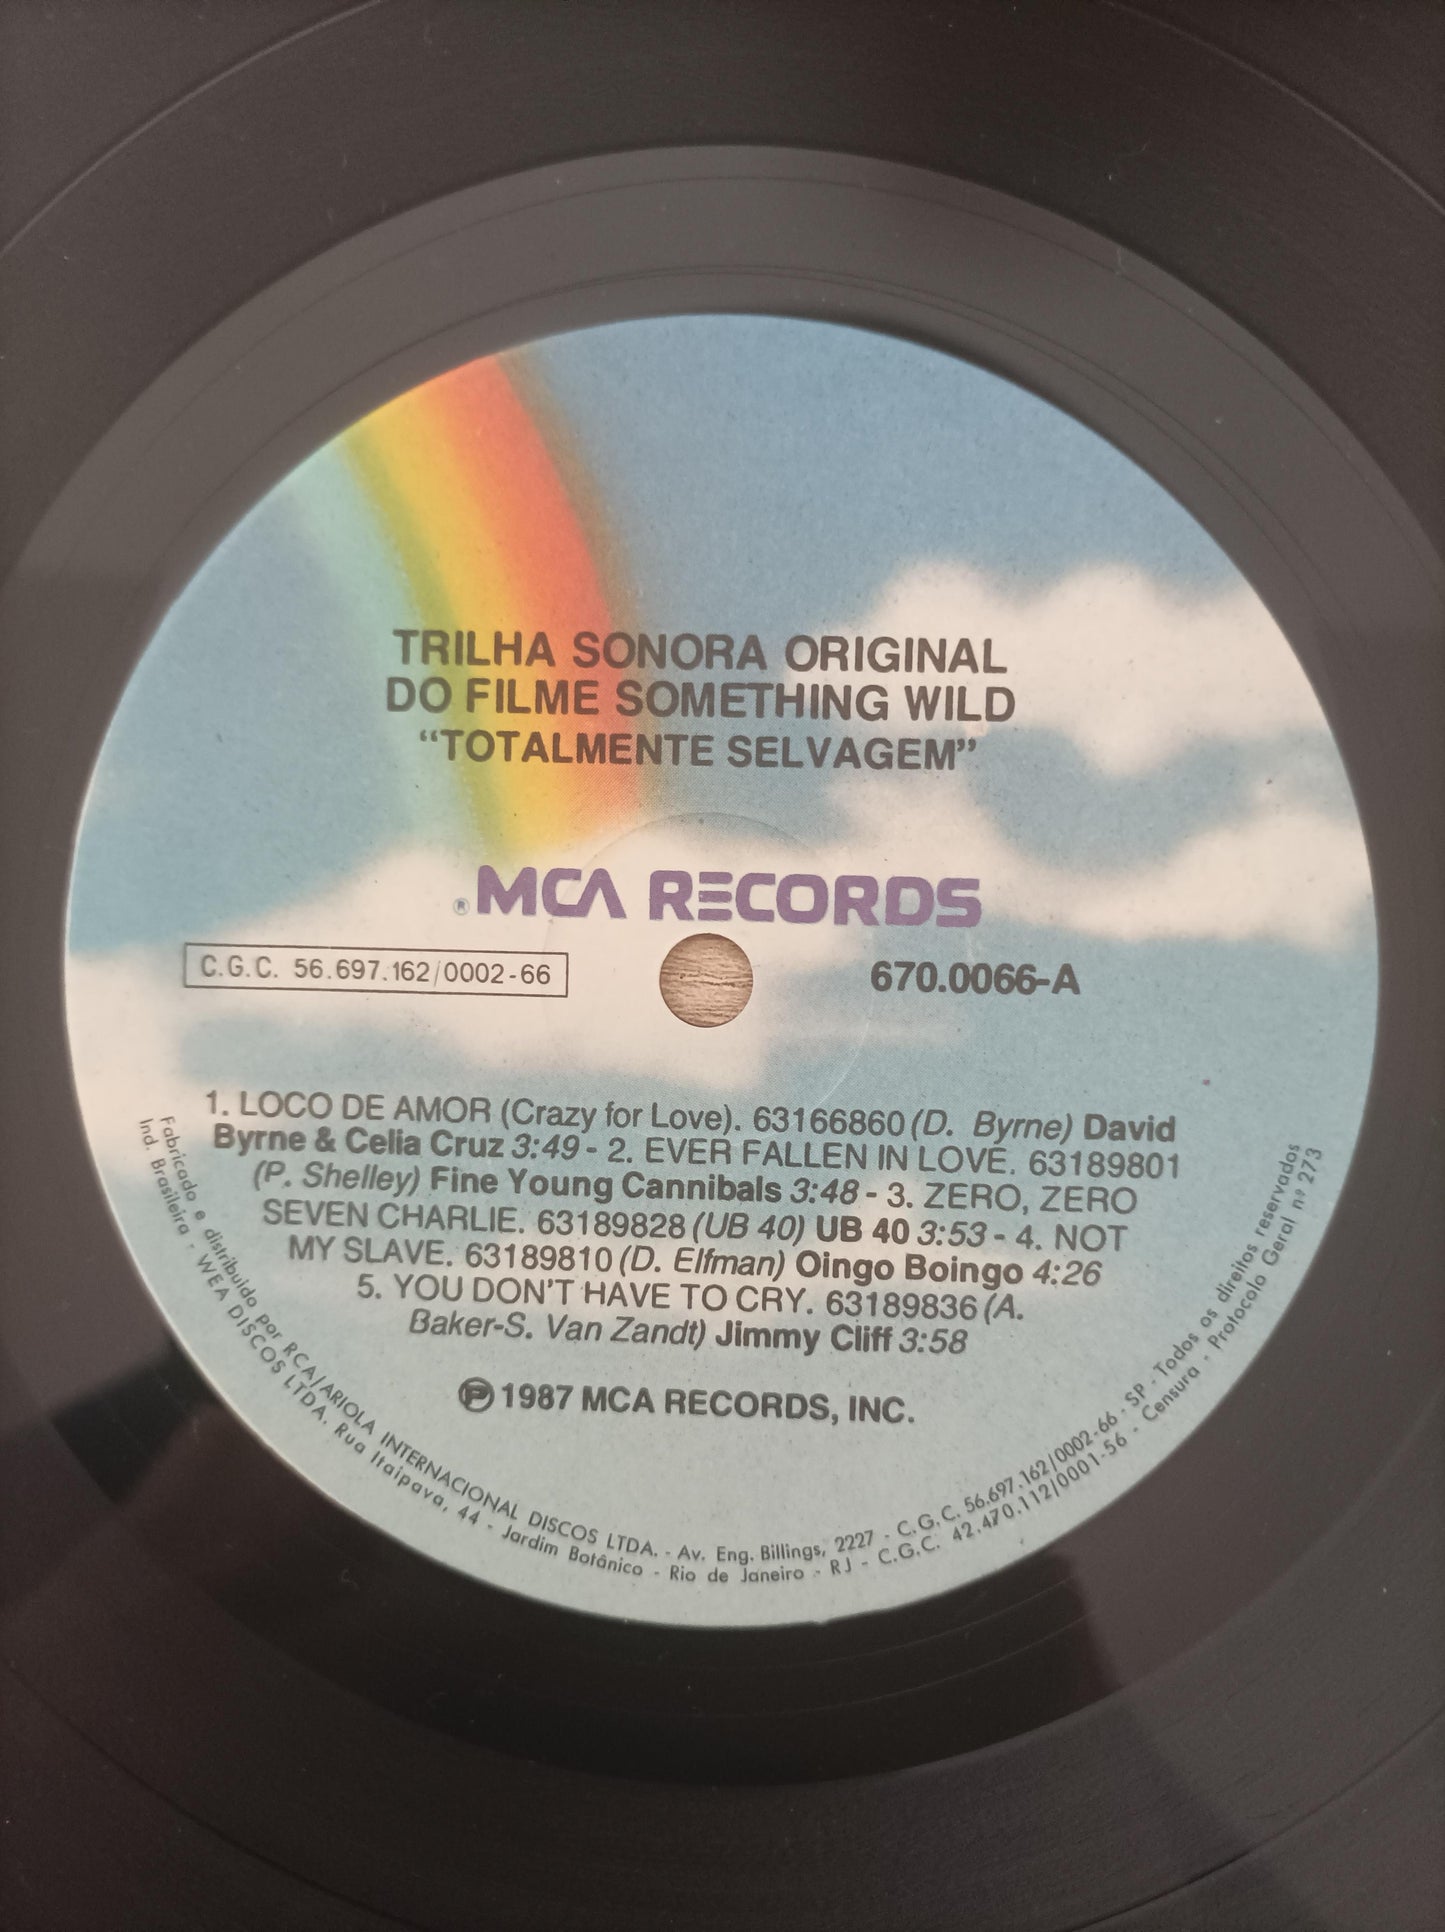 TRILHA SONORA ORIGINAL
DO FILME SOMETHING WILD
“TOTALMENTE SELVAGEM”
® MCA RECORDS
C.G.C. 56.697.162/0002-66
670.0066-A
1. LOCO DE AMOR (Crazy for Love). 63166860 (D. Byrne) David
Byrne & Celia Cruz 3:49 - 2. EVER FALLEN IN LOVE. 63189801
(P. Shelley) Fine Young Cannibals 3:48 - 3. ZERO, ZERO
SEVEN CHARLIE. 63189828 (UB 40) UB 40 3:53 - 4. NOT
MY SLAVE. 63189810 (D. Elfman) Oingo Boingo 4:26
5. YOU DON'T HAVE TO CRY. 63189836 (A.
Baker-S. Van Zandt) Jimmy Cliff 3:58
℗ 1987 MCA RECORDS, INC.
Fabricado e distribuído por RCA/ARIOLA INTERNACIONAL DISCOS LTDA. - Av. Eng. Billings, 2227 - C.G.C. 56.697.162/0002-66 - SP - Todos os direitos reservados
Ind. Brasileira - WEA DISCOS LTDA. Rua Itaipava, 44 - Jardim Botânico - Rio de Janeiro - RJ - C.G.C. 42.470.112/0001-56 - Censura - Protocolo Geral nº 273